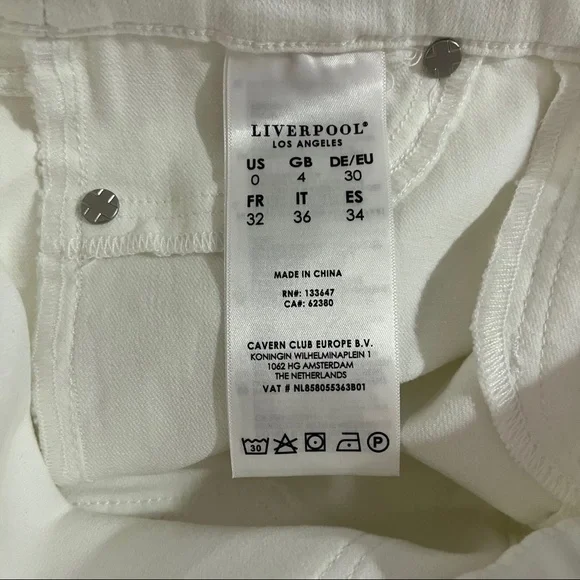 LIVERPOOL®
LOS ANGELES
US GB DE/EU
0 4 30
FR IT ES
32 36 34
MADE IN CHINA
RN#: 133647
CA#: 62380
CAVERN CLUB EUROPE B.V.
KONINGIN WILHELMINAPLEIN 1
1062 HG AMSTERDAM
THE NETHERLANDS
VAT # NL858055363B01
30 P